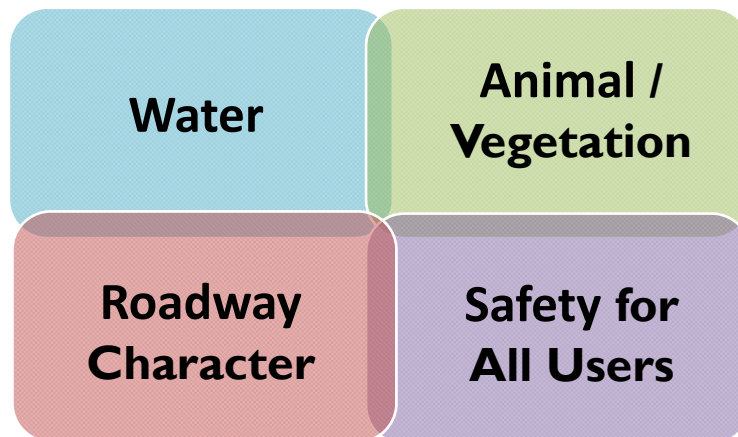 Water
Animal /
Vegetation
Roadway
Character
Safety for
All Users